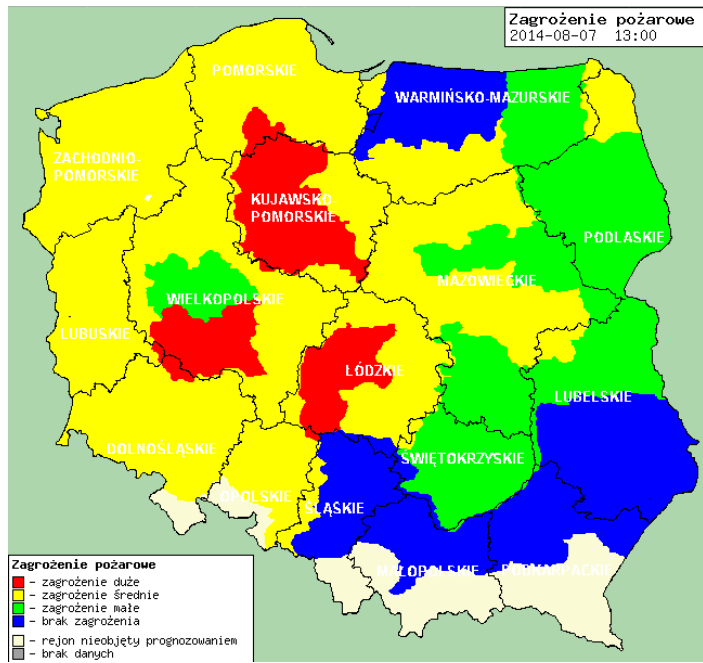 Zagrożenie pożarowe
2014-08-07 13:00
POMORSKIE
WARMIŃSKO-MAZURSKIE
ZACHODNIO-
POMORSKIE
KUJAWSKO-
POMORSKIE
PODLASKIE
MAZOWIECKIE
WIELKOPOLSKIE
LUBUSKIE
ŁÓDZKIE
LUBELSKIE
DOLNOŚLĄSKIE
ŚWIĘTOKRZYSKIE
OPOLSKIE
ŚLĄSKIE
MAŁOPOLSKIE
PODKARPACKIE
Zagrożenie pożarowe
– zagrożenie duże
– zagrożenie średnie
– zagrożenie małe
– brak zagrożenia
– rejon nieobjęty prognozowaniem
– brak danych